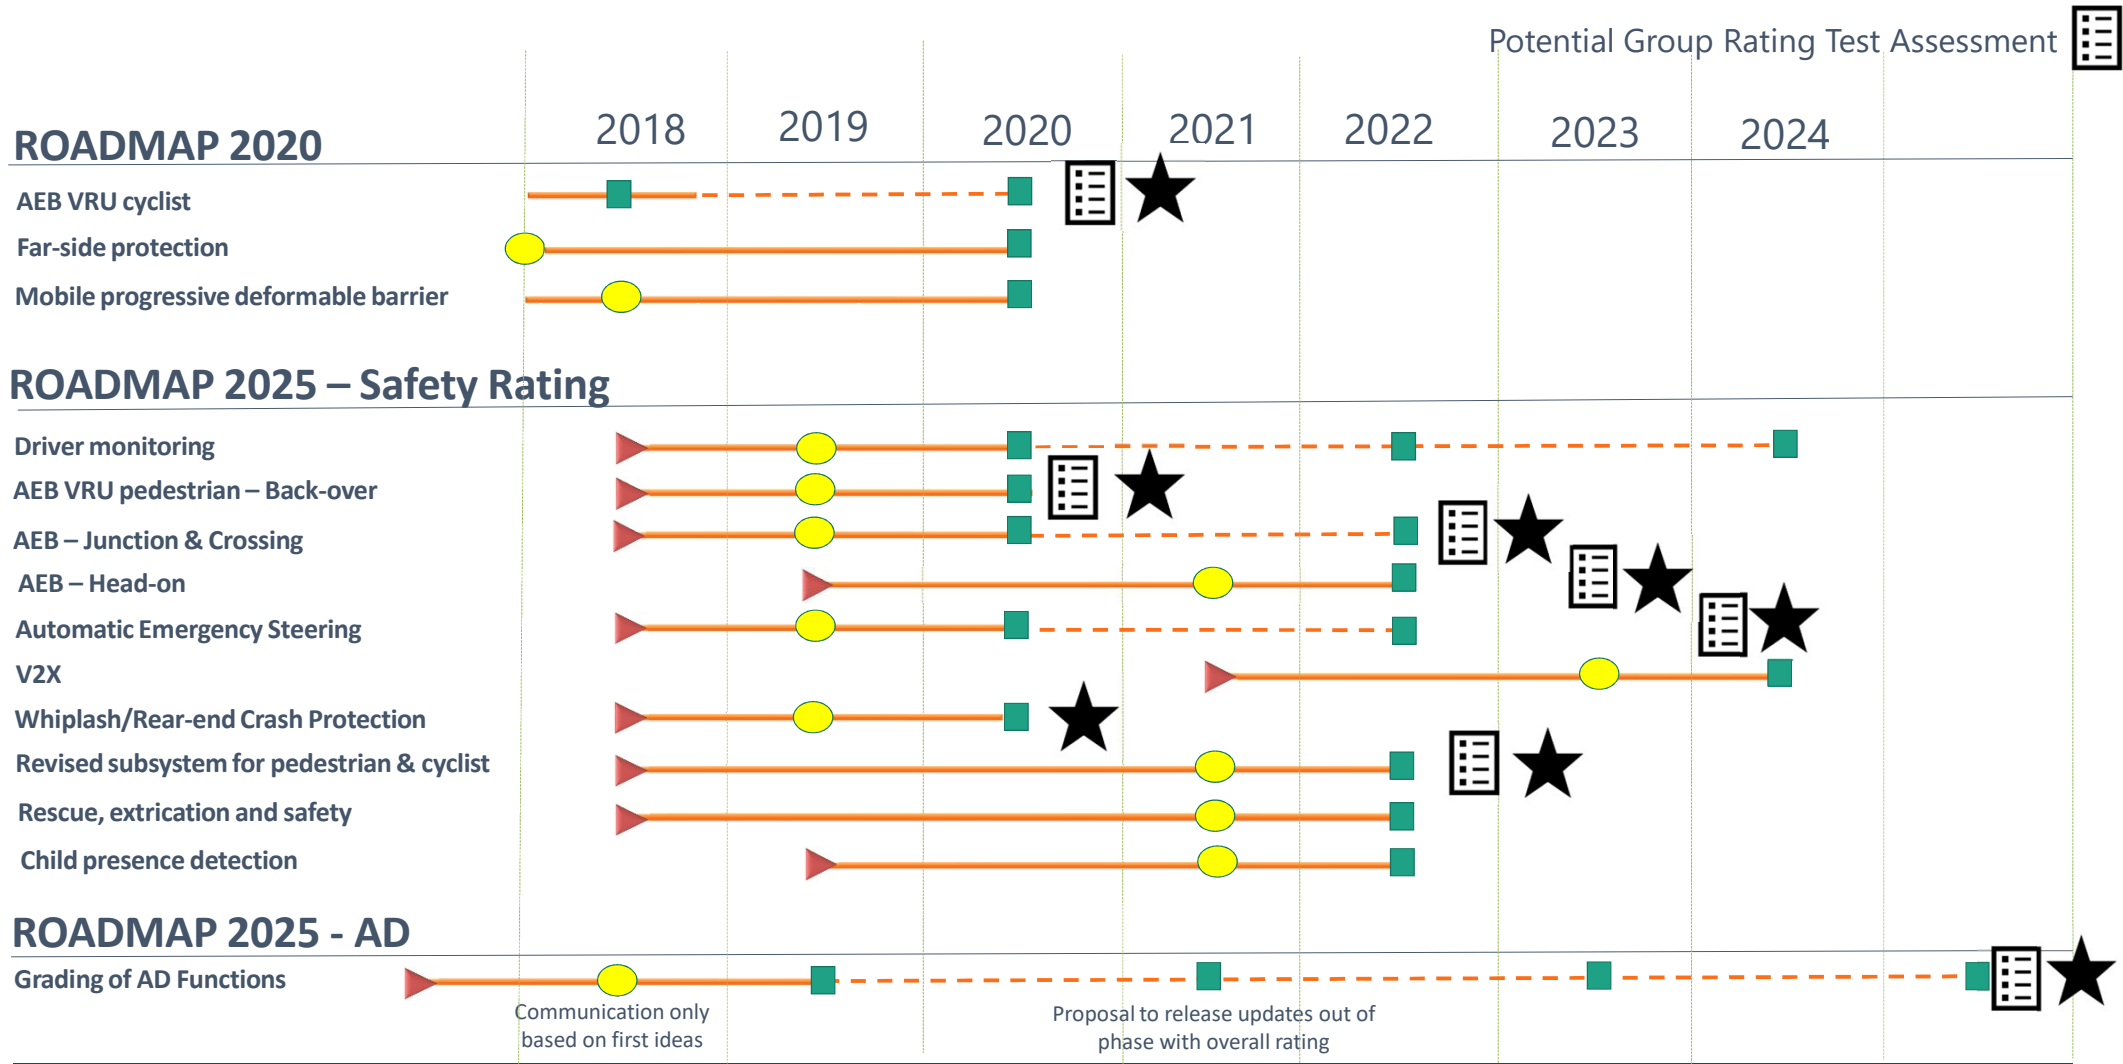 Potential Group Rating Test Assessment
2018 2019 2020 2021 2022 2023 2024
ROADMAP 2020
AEB VRU cyclist
Far-side protection
Mobile progressive deformable barrier
ROADMAP 2025 – Safety Rating
Driver monitoring
AEB VRU pedestrian – Back-over
AEB – Junction & Crossing
AEB – Head-on
Automatic Emergency Steering
V2X
Whiplash/Rear-end Crash Protection
Revised subsystem for pedestrian & cyclist
Rescue, extrication and safety
Child presence detection
ROADMAP 2025 - AD
Grading of AD Functions
Communication only
based on first ideas
Proposal to release updates out of
phase with overall rating